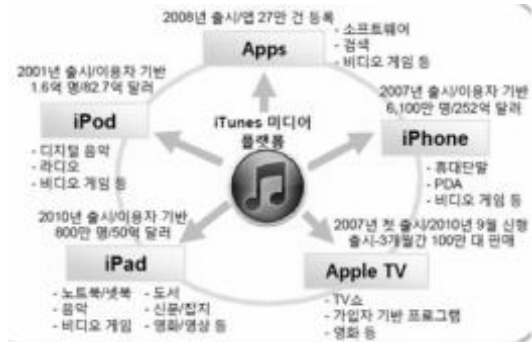 2008년 출시/앱 27만 건 등록
Apps
- 소프트웨어
- 검색
- 비디오 게임 등
2001년 출시/이용자 기반
1.6억 명/82.7억 달러
iPod
- 디지털 음악
- 라디오
- 비디오 게임 등
iTunes 미디어
플랫폼
2007년 출시/이용자 기반
6,100만 명/252억 달러
iPhone
- 휴대단말
- PDA
- 비디오 게임 등
2010년 출시/이용자 기반
800만 명/50억 달러
iPad
- 노트북/넷북
- 음악
- 비디오 게임
- 도서
- 신문/잡지
- 영화/영상 등
2007년 첫 출시/2010년 9월 신형
출시-3개월간 100만 대 판매
Apple TV
- TV쇼
- 가입자 기반 프로그램
- 영화 등